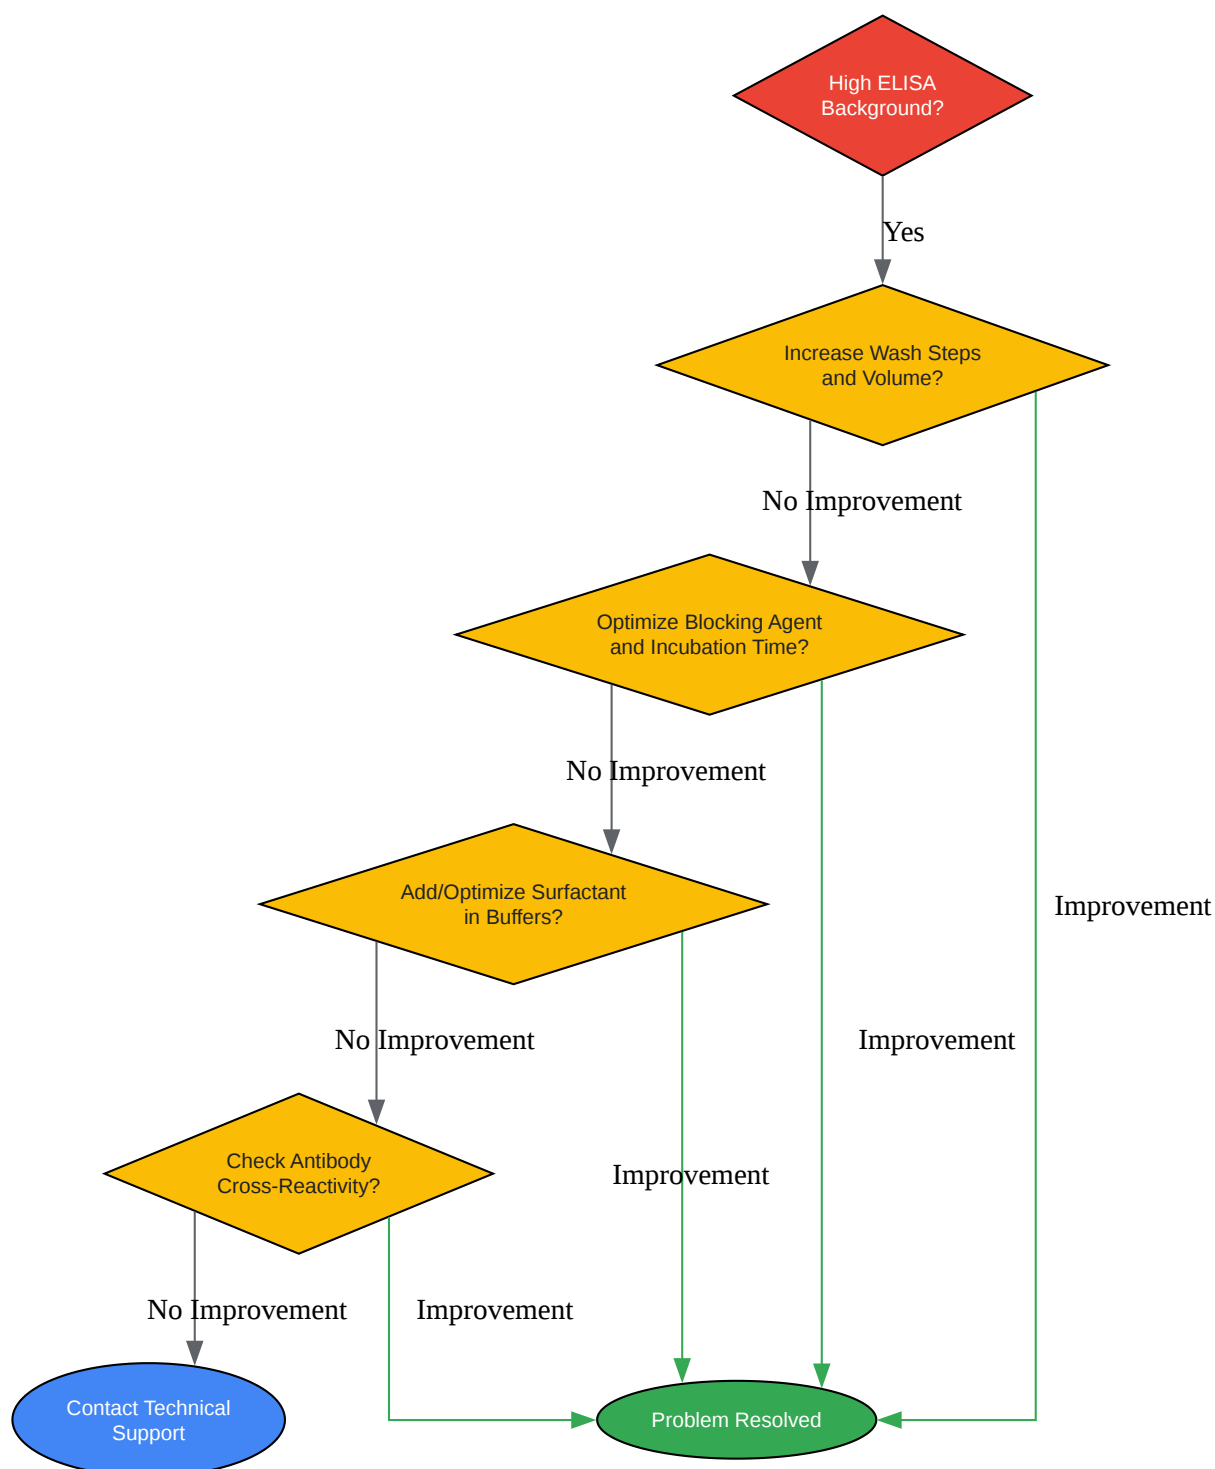 High ELISA
Background?
Yes
Increase Wash Steps
and Volume?
No Improvement
Optimize Blocking Agent
and Incubation Time?
No Improvement
Add/Optimize Surfactant
in Buffers?
Improvement
No Improvement
Improvement
Check Antibody
Cross-Reactivity?
Improvement
No Improvement
Improvement
Contact Technical
Support
Problem Resolved